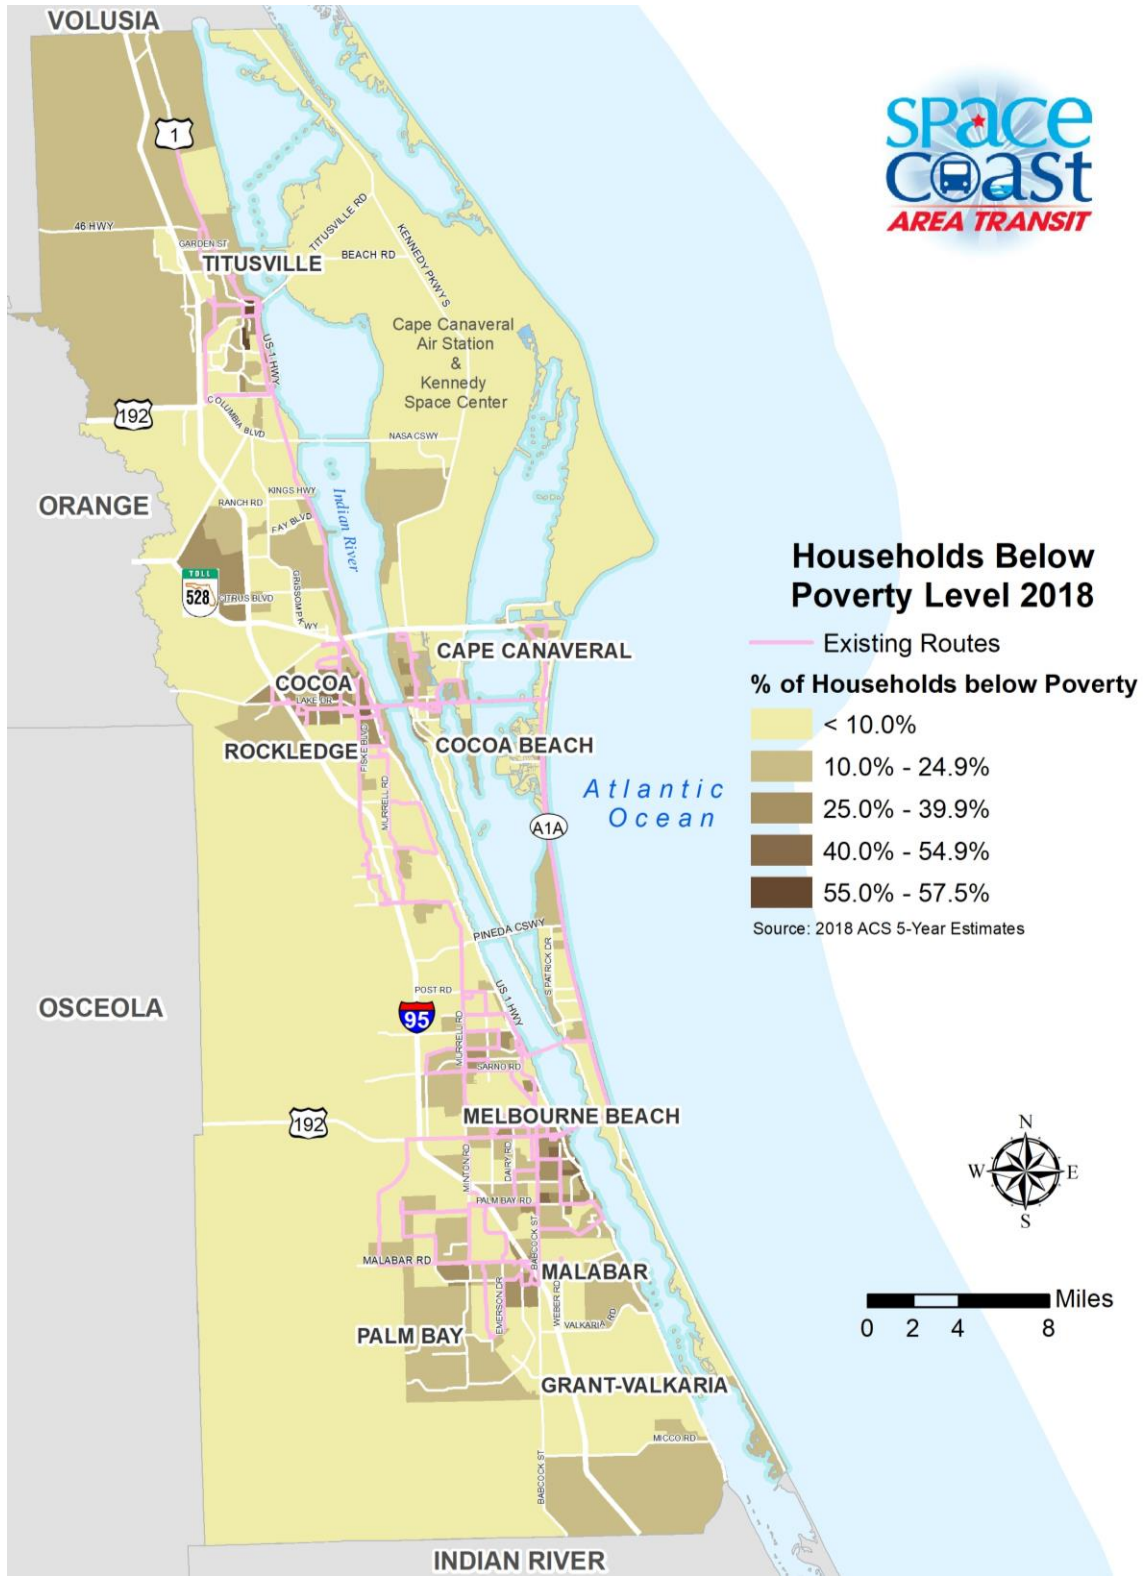 VOLUSIA
1
46 HWY
GARDEN ST
TITUSVILLE
TITUSVILLE RD
BEACH RD
KENNEDY PKWY S
US-1 HWY
Cape Canaveral
Air Station
&
Kennedy
Space Center
192
COLUMBIA BLVD
NASA CSWY
ORANGE
KINGS HWY
RANCH RD
FAY BLVD
Indian River
TOLL
528
CITRUS BLVD
GRISSOM PKWY
CAPE CANAVERAL
COCOA
LAKE DR
ROCKLEDGE
COCOA BEACH
FISKE BLVD
MURRELL RD
Atlantic
Ocean
A1A
PINEDA CSWY
S PATRICK DR
OSCEOLA
POST RD
US 1 HWY
95
MURRELL RD
SARNO RD
MELBOURNE BEACH
192
MINTON RD
DAIRY RD
PALM BAY RD
BABCOCK ST
MALABAR RD
MALABAR
EMERSON DR
WEBER RD
VALKARIA RD
PALM BAY
GRANT-VALKARIA
MICCO RD
BABCOCK ST
INDIAN RIVER
SPace
COast
AREA TRANSIT
Households Below
Poverty Level 2018
Existing Routes
% of Households below Poverty
< 10.0%
10.0% - 24.9%
25.0% - 39.9%
40.0% - 54.9%
55.0% - 57.5%
Source: 2018 ACS 5-Year Estimates
N
W E
S
Miles
0 2 4 8